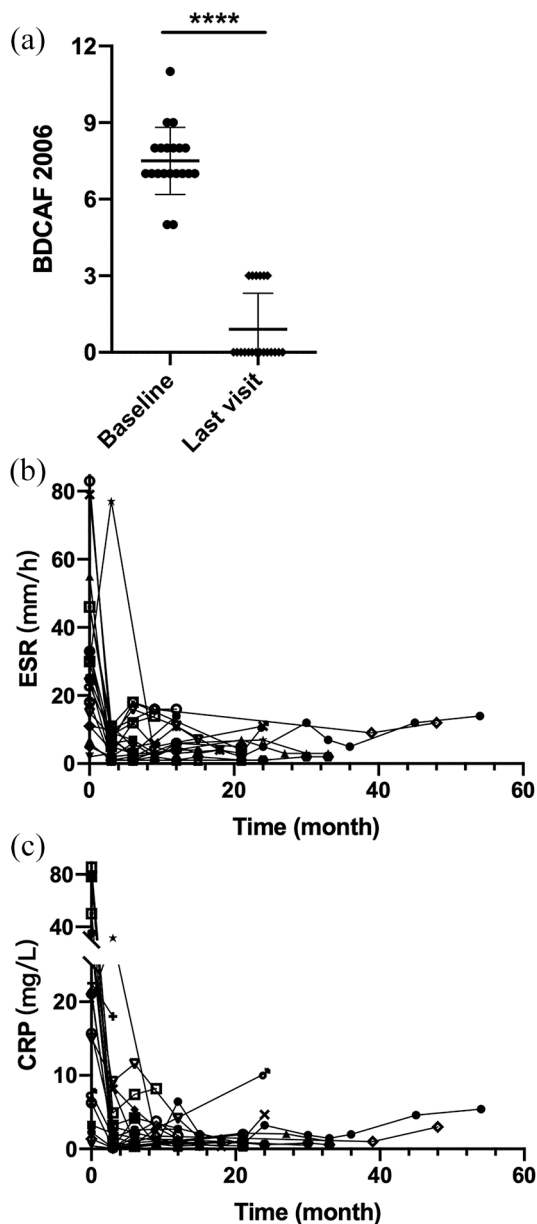 (a)
****
12
9
6
3
0
BDCAF 2006
Baseline
Last visit
(b)
80
60
40
20
0
ESR (mm/h)
0 20 40 60
Time (month)
(c)
80
40
20
10
0
CRP (mg/L)
0 20 40 60
Time (month)